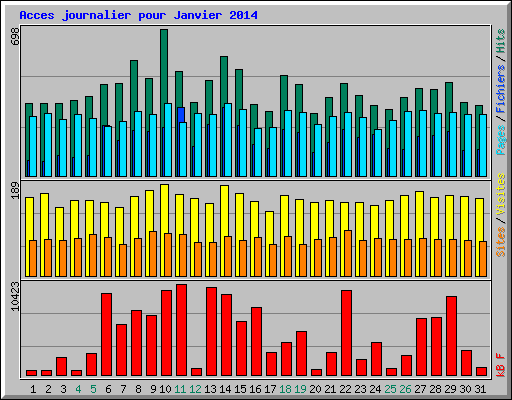 Acces journalier pour Janvier 2014
698
Pages / Fichiers / Hits
189
Sites / Visites
10423
kB F
1 2 3 4 5 6 7 8 9 10 11 12 13 14 15 16 17 18 19 20 21 22 23 24 25 26 27 28 29 30 31